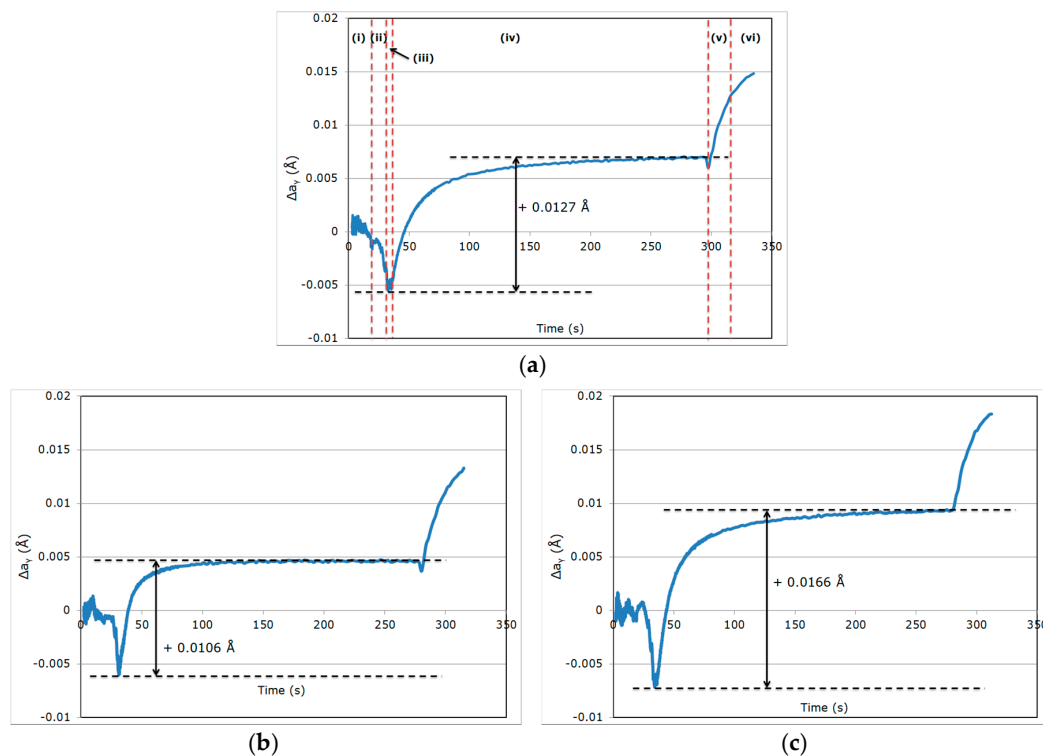 0.02
(i) (ii) (iv) (v) (vi)
(iii)
0.015
0.01
0.005
+ 0.0127 Å
0
0 50 100 150 200 250 300 350
-0.005
-0.01
Δaγ (Å)
Time (s)
(a)
0.02
0.015
0.01
0.005
0
0 50 100 150 200 250 300 350
-0.005
+ 0.0106 Å
-0.01
Δaγ (Å)
Time (s)
(b)
0.02
0.015
0.01
0.005
+ 0.0166 Å
0
0 50 100 150 200 250 300 350
-0.005
-0.01
Δaγ (Å)
Time (s)
(c)